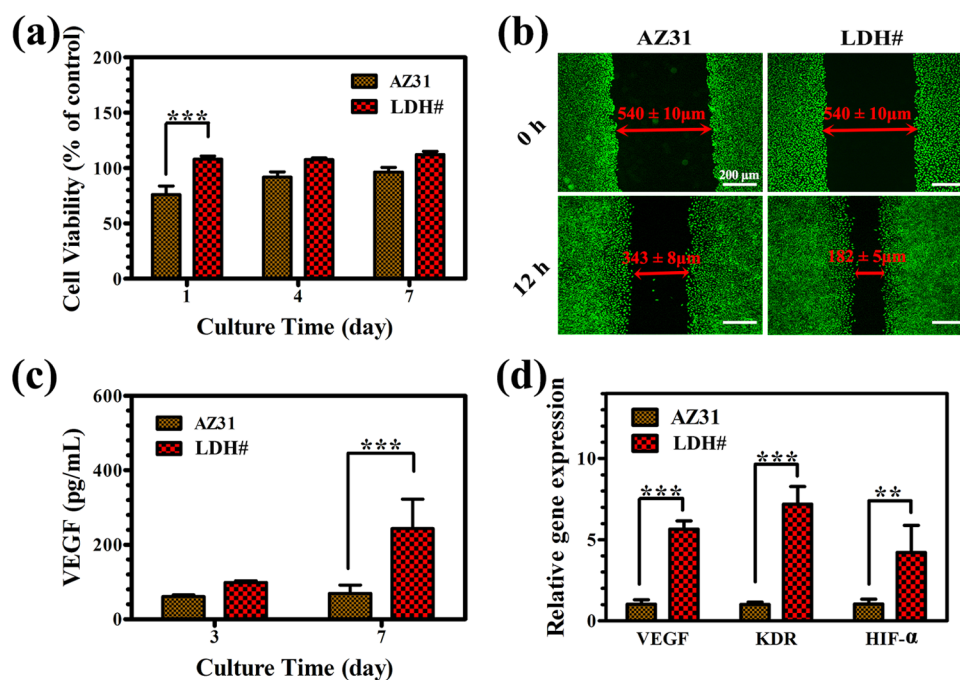 (a)
200
150
100
50
0
Cell Viability (% of control)
AZ31
LDH#
***
1 4 7
Culture Time (day)
(b)
AZ31 LDH#
0 h
540 ± 10μm 540 ± 10μm
200 μm
12 h
343 ± 8μm 182 ± 5μm
(c)
600
400
200
0
VEGF (pg/mL)
AZ31
LDH#
***
3 7
Culture Time (day)
(d)
10
5
0
Relative gene expression
AZ31
LDH#
*** *** **
VEGF KDR HIF-α